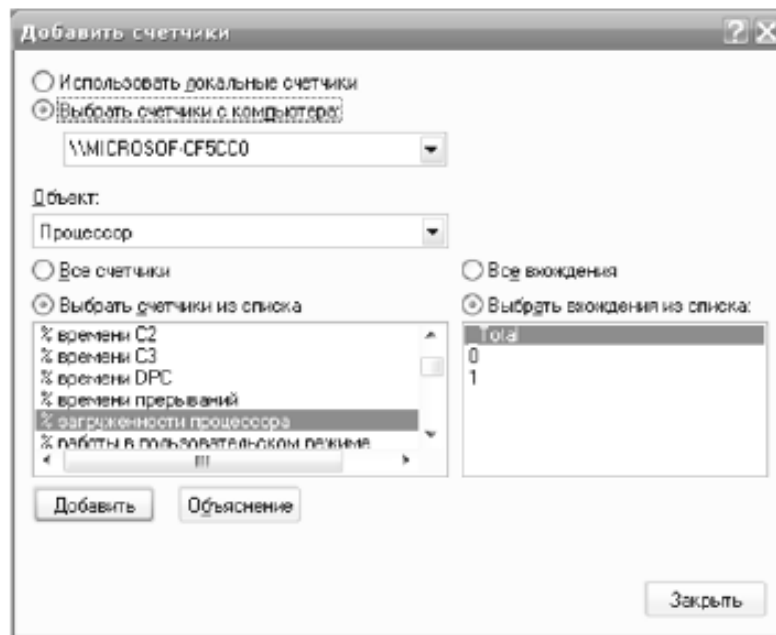 Добавить счетчики
Использовать локальные счетчики
Выбрать счетчики с компьютера:
\\MICROSOF-CF5CC0
Объект:
Процессор
Все счетчики
Все вхождения
Выбрать счетчики из списка
Выбрать вхождения из списка:
% времени C2
% времени C3
% времени DPC
% времени прерываний
% загруженности процессора
% работы в пользовательском режиме
_Total
0
1
Добавить
Объяснение
Закрыть